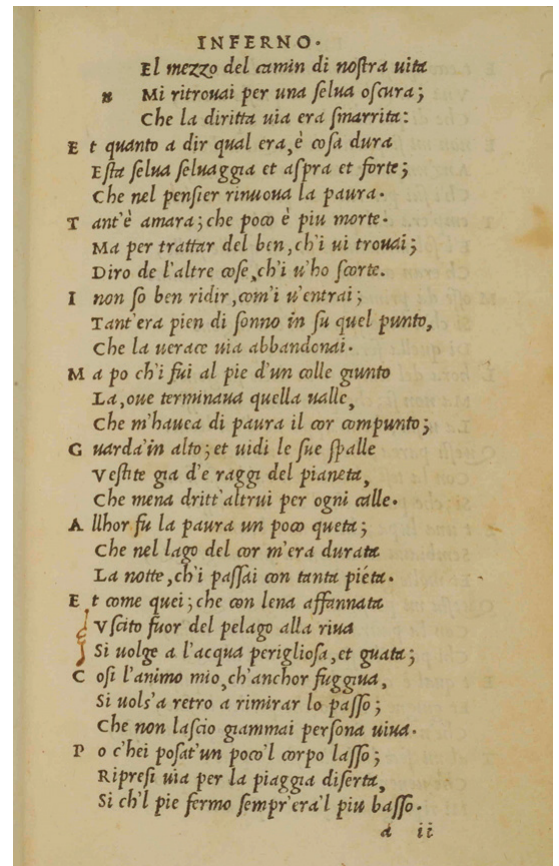 INFERNO.
El mezzo del camin di noſtra uita
n Mi ritrouai per una ſelua oſcura;
Che la diritta uia era ſmarrita:
E t quanto a dir qual era, è coſa dura
Eſta ſelua ſeluaggia et aſpra et forte;
Che nel penſier rinuoua la paura.
T ant'è amara; che poco è piu morte.
Ma per trattar del ben, ch'i ui trouai;
Diro de l'altre coſe, ch'i u'ho ſcorte.
I non ſo ben ridir, com'i u'entrai;
Tant'era pien di ſonno in ſu quel punto,
Che la uerace uia abbandonai.
M a po ch'i fui al pie d'un colle giunto
La, oue terminaua quella ualle,
Che m'hauea di paura il cor compunto;
G uarda'in alto; et uidi le ſue ſpalle
Veſtite gia d'e raggi del pianeta,
Che mena dritt'altrui per ogni calle.
A llhor fu la paura un poco queta;
Che nel lago del cor m'era durata
La notte, ch'i paſſai con tanta piéta.
E t come quei; che con lena affannata
Vſcito fuor del pelago alla riua
Si uolge a l'acqua periglioſa, et guata;
C oſi l'animo mio, ch'anchor fuggiua,
Si uolſ'a retro a rimirar lo paſſo;
Che non laſcio giammai perſona uiua.
P o c'hei poſat'un poco'l corpo laſſo;
Ripreſi uia per la piaggia diſerta,
Si ch'l pie fermo ſempr'era'l piu baſſo.
a ii